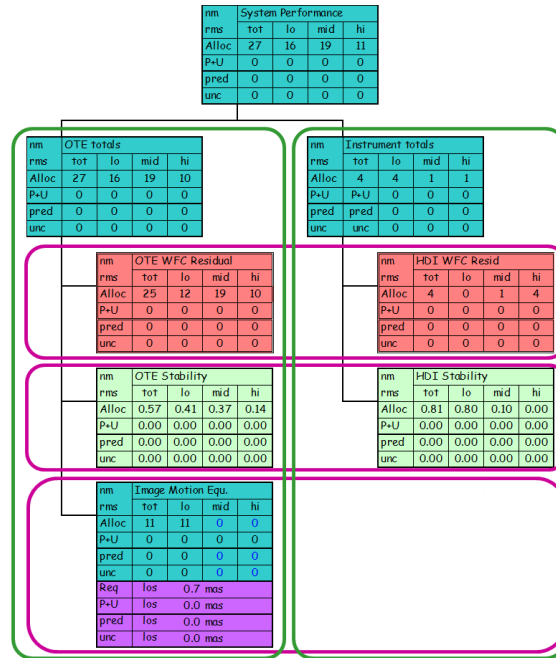 nm System Performance
rms tot lo mid hi
Alloc 27 16 19 11
P+U 0 0 0 0
pred 0 0 0 0
unc 0 0 0 0
nm OTE totals
rms tot lo mid hi
Alloc 27 16 19 10
P+U 0 0 0 0
pred 0 0 0 0
unc 0 0 0 0
nm Instrument totals
rms tot lo mid hi
Alloc 4 4 1 1
P+U P+U 0 0 0
pred pred 0 0 0
unc unc 0 0 0
nm OTE WFC Residual
rms tot lo mid hi
Alloc 25 12 19 10
P+U 0 0 0 0
pred 0 0 0 0
unc 0 0 0 0
nm HDI WFC Resid
rms tot lo mid hi
Alloc 4 0 1 4
P+U 0 0 0 0
pred 0 0 0 0
unc 0 0 0 0
nm OTE Stability
rms tot lo mid hi
Alloc 0.57 0.41 0.37 0.14
P+U 0.00 0.00 0.00 0.00
pred 0.00 0.00 0.00 0.00
unc 0.00 0.00 0.00 0.00
nm HDI Stability
rms tot lo mid hi
Alloc 0.81 0.80 0.10 0.00
P+U 0.00 0.00 0.00 0.00
pred 0.00 0.00 0.00 0.00
unc 0.00 0.00 0.00 0.00
nm Image Motion Equ.
rms tot lo mid hi
Alloc 11 11 0 0
P+U 0 0 0 0
pred 0 0 0 0
unc 0 0 0 0
Req los 0.7 mas
P+U los 0.0 mas
pred los 0.0 mas
unc los 0.0 mas